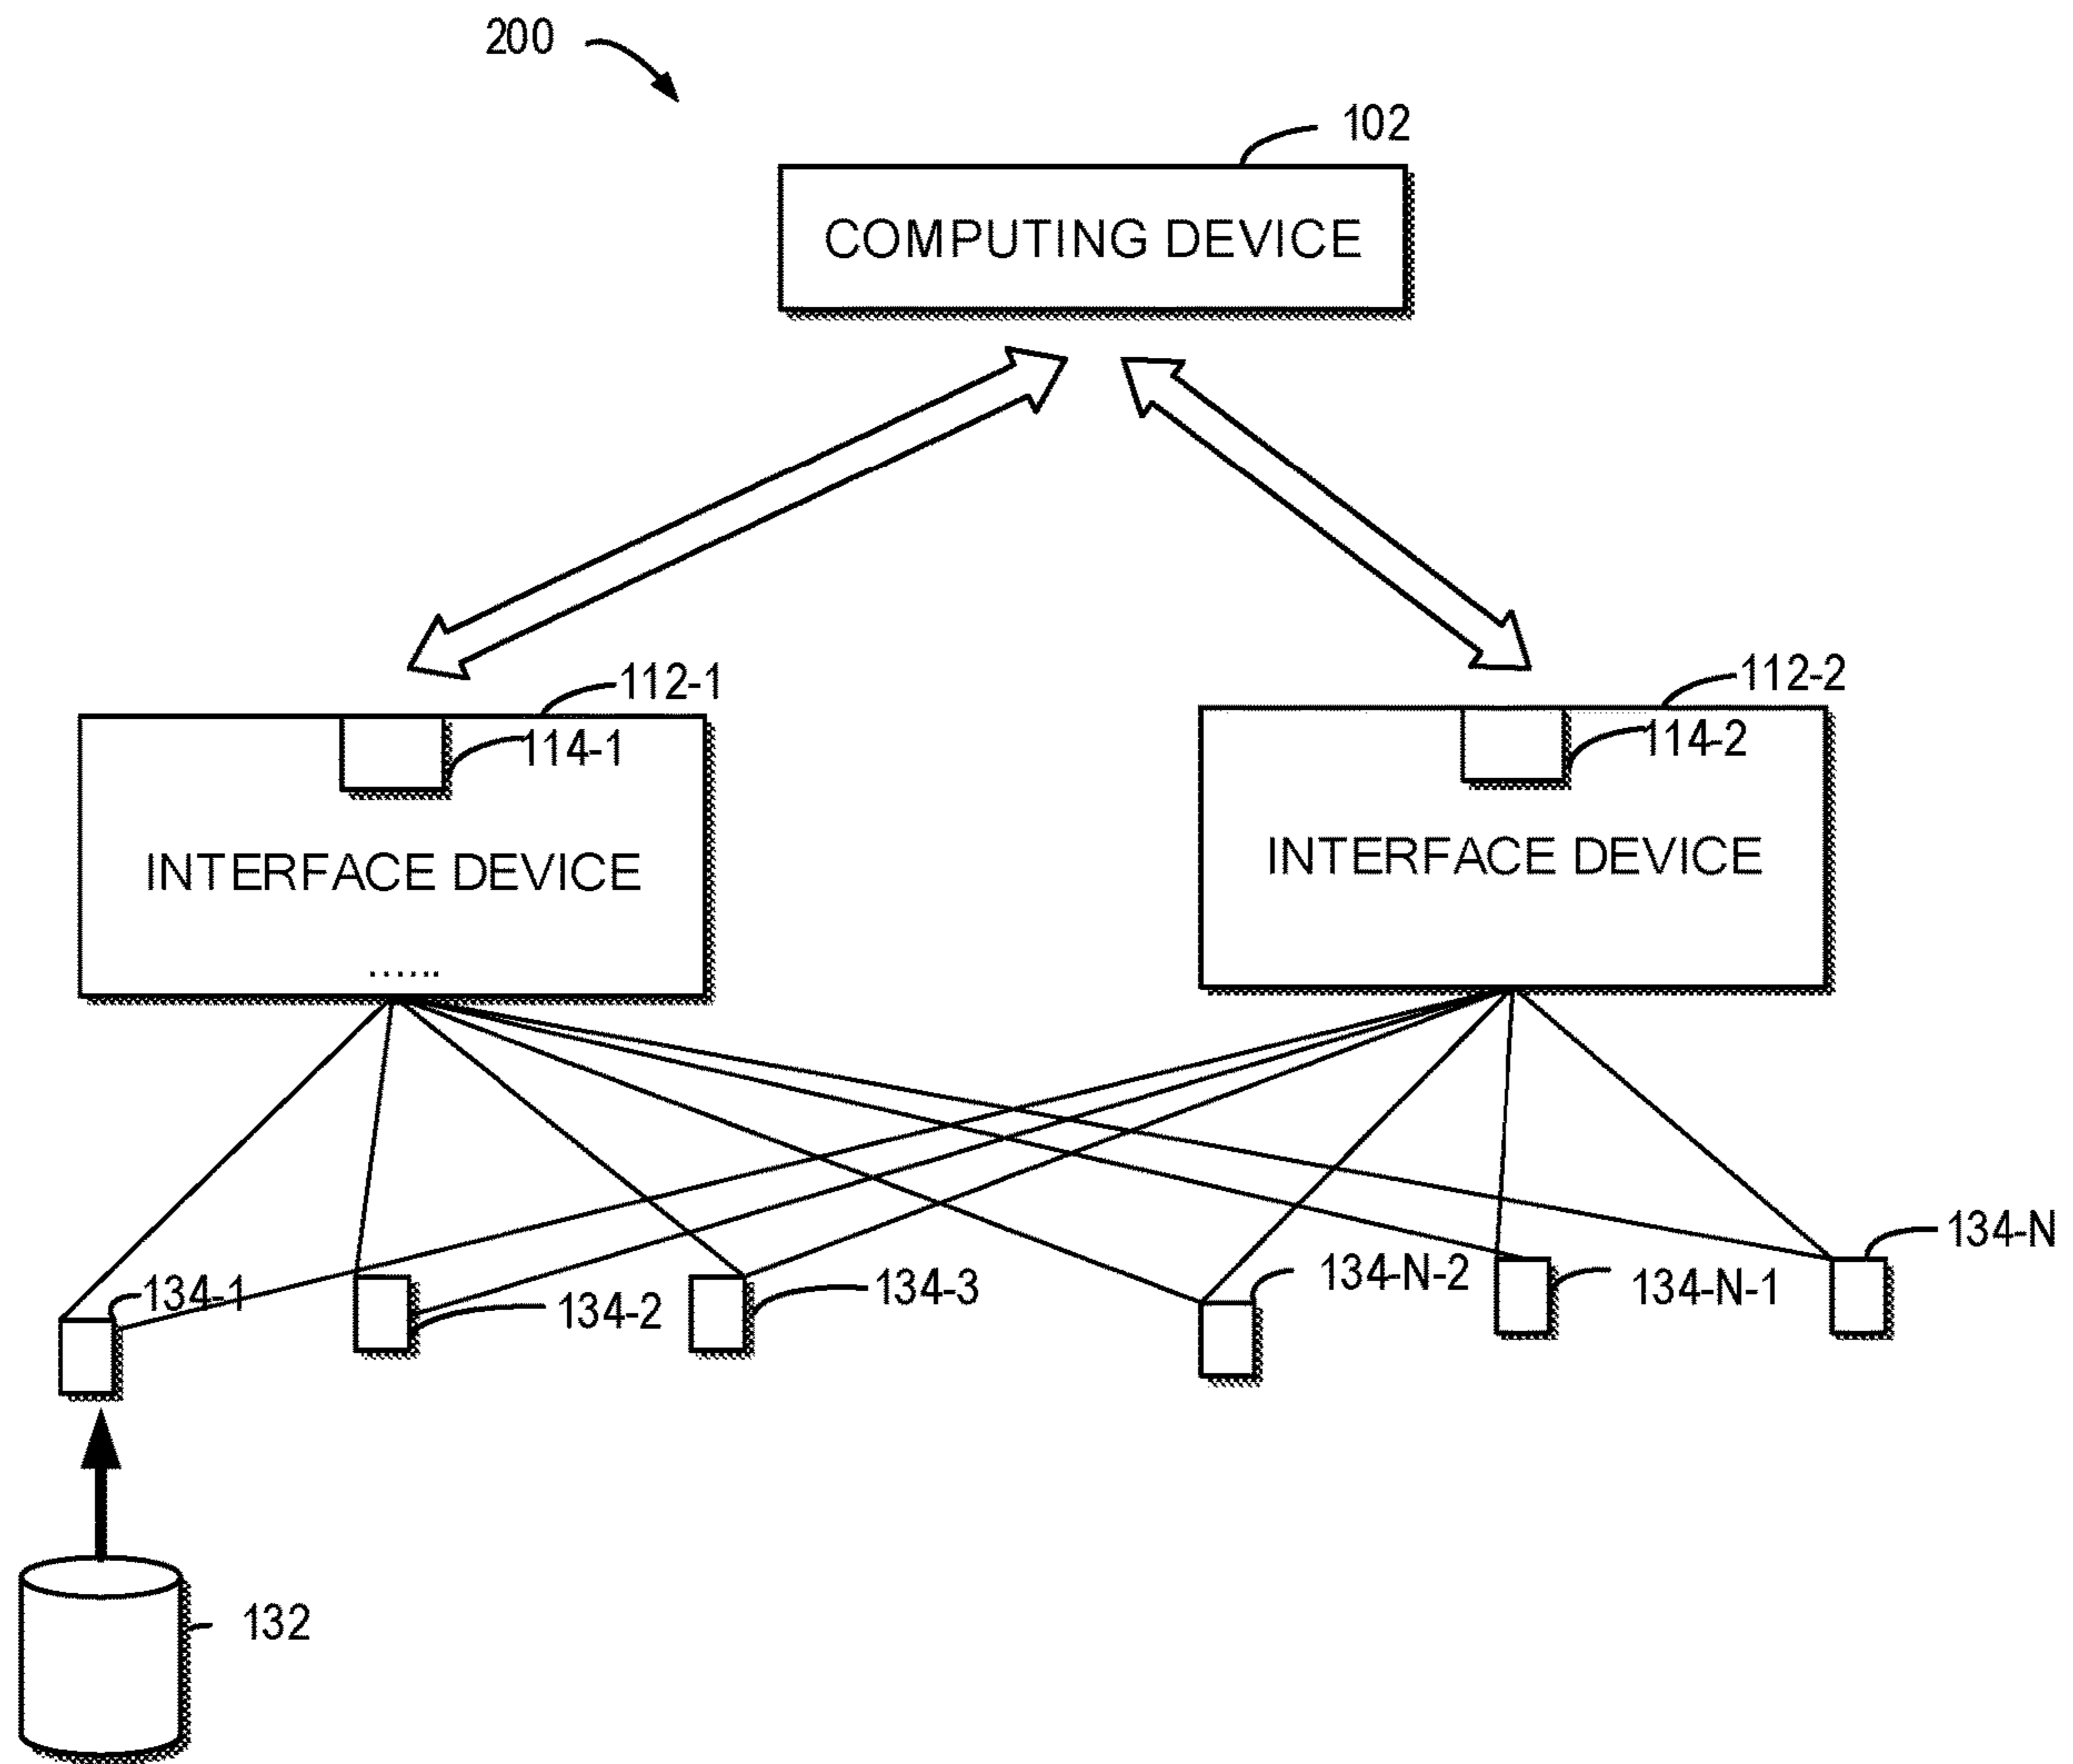 200
102
COMPUTING DEVICE
112-1
112-2
114-1
114-2
INTERFACE DEVICE
INTERFACE DEVICE
......
134-1
134-2
134-3
134-N-2
134-N-1
134-N
132